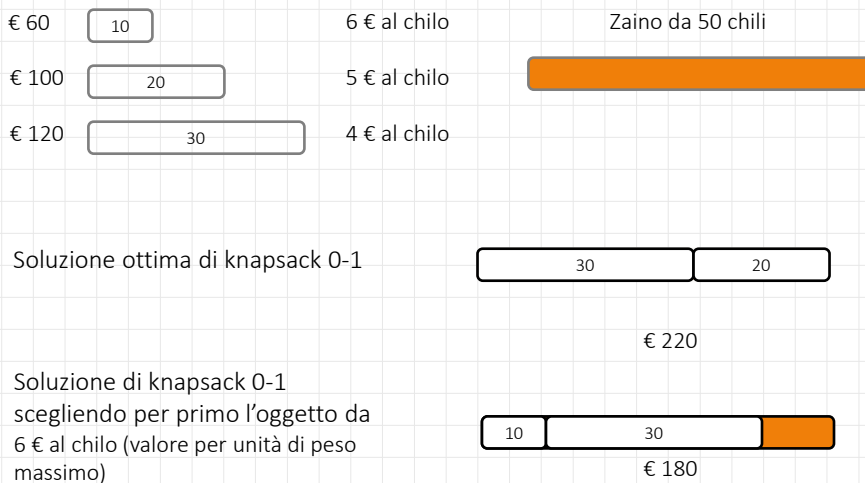 € 60 10 6 € al chilo Zaino da 50 chili
€ 100 20 5 € al chilo
€ 120 30 4 € al chilo
Soluzione ottima di knapsack 0-1 30 20
€ 220
Soluzione di knapsack 0-1
scegliendo per primo l’oggetto da
6 € al chilo (valore per unità di peso
massimo)
10 30
€ 180